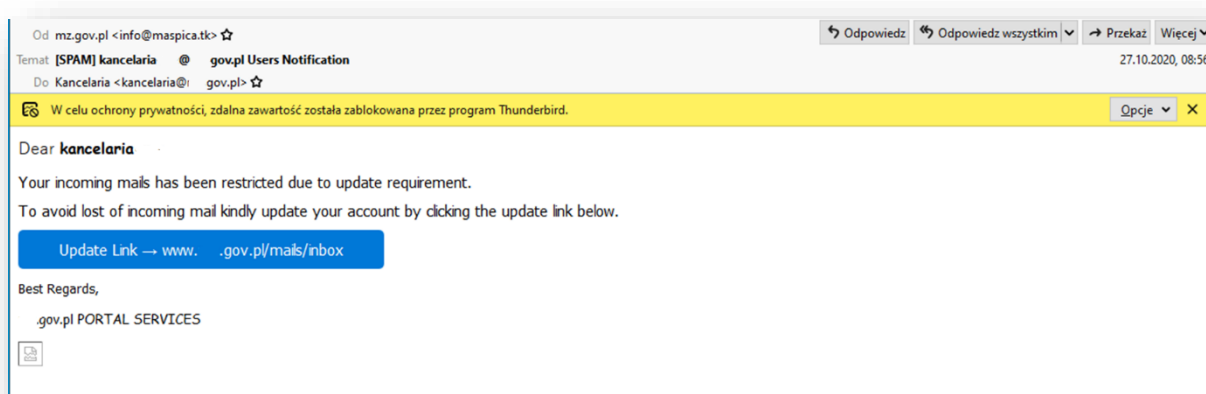 Od mz.gov.pl <info@maspica.tk>
Odpowiedz Odpowiedz wszystkim Przekaż Więcej
Temat [SPAM] kancelaria @ gov.pl Users Notification
27.10.2020, 08:56
Do Kancelaria <kancelaria@ gov.pl>
W celu ochrony prywatności, zdalna zawartość została zablokowana przez program Thunderbird.
Opcje
Dear kancelaria
Your incoming mails has been restricted due to update requirement.
To avoid lost of incoming mail kindly update your account by clicking the update link below.
Update Link → www. .gov.pl/mails/inbox
Best Regards,
.gov.pl PORTAL SERVICES